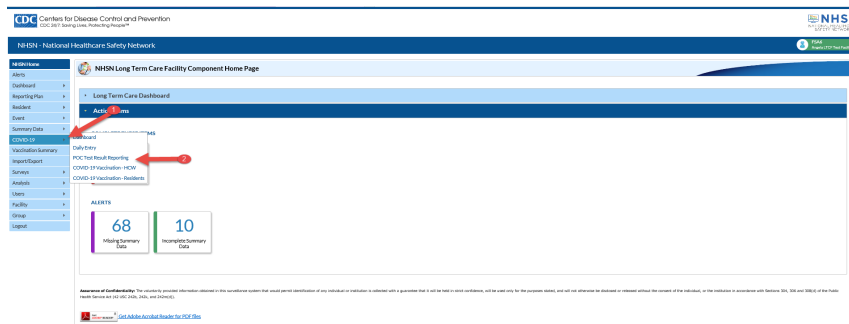 CDC Centers for Disease Control and Prevention
CDC 24/7: Saving Lives, Protecting People™
NHSN
NATIONAL HEALTHCARE
SAFETY NETWORK
NHSN - National Healthcare Safety Network
NHSN Home
Alerts
Dashboard
Reporting Plan
Resident
Event
Summary Data
COVID-19
Vaccination Summary
Import/Export
Surveys
Analysis
Users
Facility
Group
Logout
NHSN Long Term Care Facility Component Home Page
Long Term Care Dashboard
Action Items
1
Dashboard
Daily Entry
POC Test Result Reporting
2
COVID-19 Vaccination - HCW
COVID-19 Vaccination - Residents
ALERTS
68
Missing Summary
Data
10
Incomplete Summary
Data
Assurance of Confidentiality: The voluntarily provided information obtained in this surveillance system that would permit identification of any individual or institution is collected with a guarantee that it will be held in strict confidence, will be used only for the purposes stated, and will not otherwise be disclosed or released without the consent of the individual, or the institution in accordance with Sections 304, 306 and 308(d) of the Public
Health Service Act (42 USC 242b, 242k, and 242m(d)).
Get Adobe Acrobat Reader for PDF files